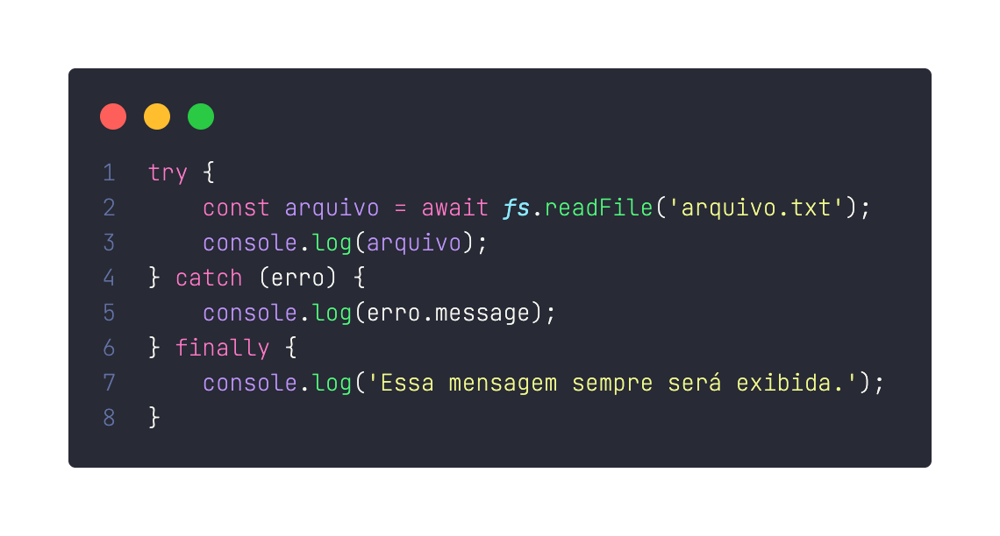 1 try {
2     const arquivo = await fs.readFile('arquivo.txt');
3     console.log(arquivo);
4 } catch (erro) {
5     console.log(erro.message);
6 } finally {
7     console.log('Essa mensagem sempre será exibida.');
8 }